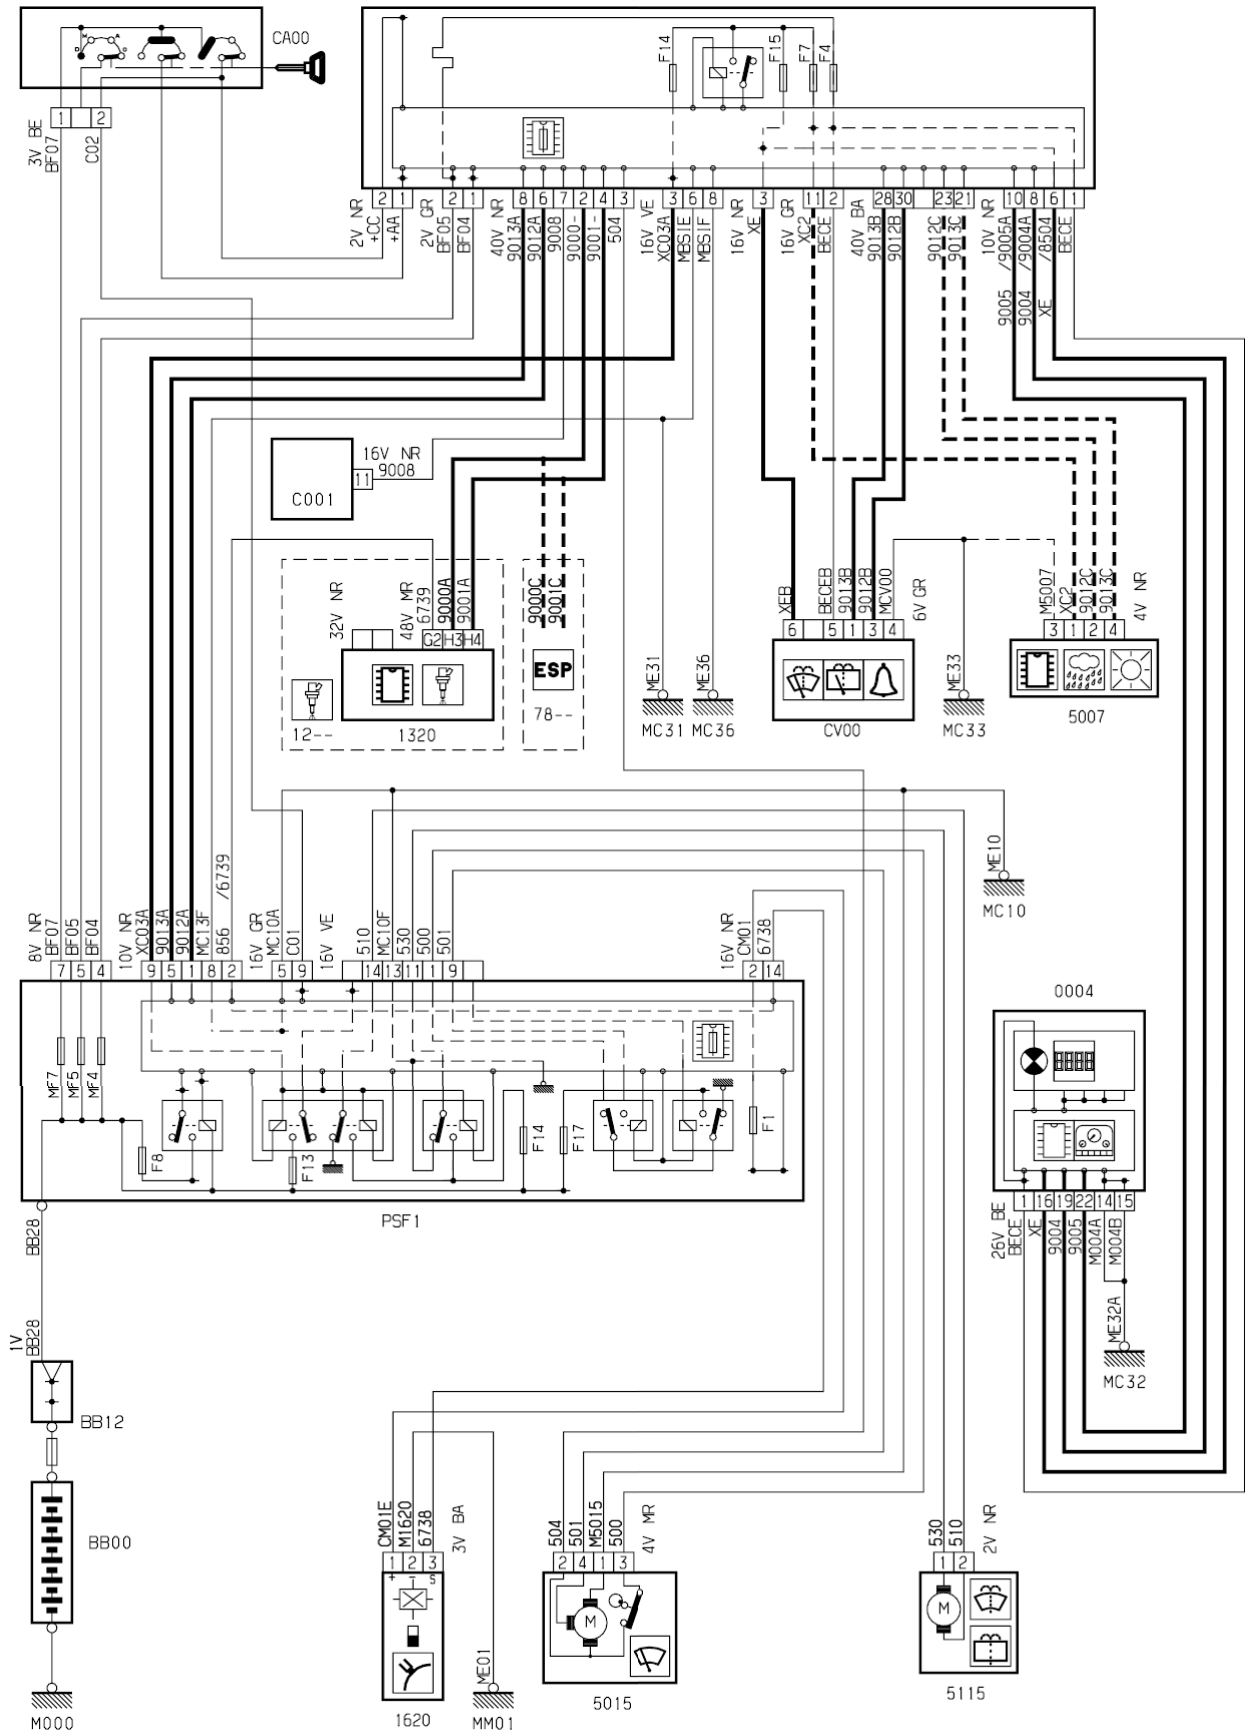 CA00
M A
D
3V BE
BF07
1
2
C02
F14
F15
F7
F4
2V NR
+CC
+AA
2V GR
BF05
BF04
40V NR
9013A
9012A
9008
9000-
9001-
504
16V VE
XC03A
MBS1E
MBS1F
16V NR
XE
16V GR
XC2
BECE
40V BA
9013B
9012B
9012C
9013C
10V NR
/9005A
/9004A
/8504
BECE
2 1 2 1 8 6 7 2 4 3 3 6 8 3 11 2 28 30 23 21 10 8 6 1
9005
9004
XE
C001
11
16V NR
9008
32V NR
48V MR
6739
9000A
9001A
G2 H3 H4
12--
1320
9000C
9001C
ESP
78--
ME31
MC31
ME36
MC36
XEB
BECEB
9013B
9012B
MCV00
6V GR
6 5 1 3 4
CV00
ME33
MC33
M5007
XC2
9012C
9013C
4V NR
3 1 2 4
5007
ME10
MC10
8V NR
BF07
BF05
BF04
10V NR
XC03A
9013A
9012A
MC13F
856
/6739
16V GR
MC10A
C01
16V VE
510
MC10F
530
500
501
16V NR
CM01
6738
7 5 4 9 5 1 8 2 5 9 14 13 11 1 9 2 14
MF7
MF5
MF4
F8
F13
F14
F17
F1
PSF1
0004
26V BE
BECE
XE
9004
9005
M004A
M004B
1 16 19 22 14 15
ME32A
MC32
BB28
1V
BB28
BB12
BB00
M000
CM01E
M1620
6738
3V BA
1 2 3
+ - S
1620
ME01
MM01
504
501
M5015
500
4V MR
2 4 1 3
M
5015
530
510
2V NR
1 2
M
5115